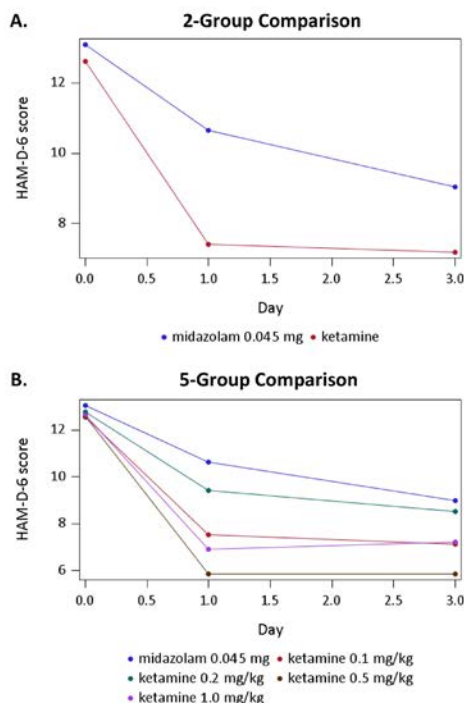 A.
2-Group Comparison
HAM-D-6 score
12
10
8
0.0 0.5 1.0 1.5 2.0 2.5 3.0
Day
midazolam 0.045 mg ketamine
B.
5-Group Comparison
HAM-D-6 score
12
10
8
6
0.0 0.5 1.0 1.5 2.0 2.5 3.0
Day
midazolam 0.045 mg ketamine 0.1 mg/kg
ketamine 0.2 mg/kg ketamine 0.5 mg/kg
ketamine 1.0 mg/kg